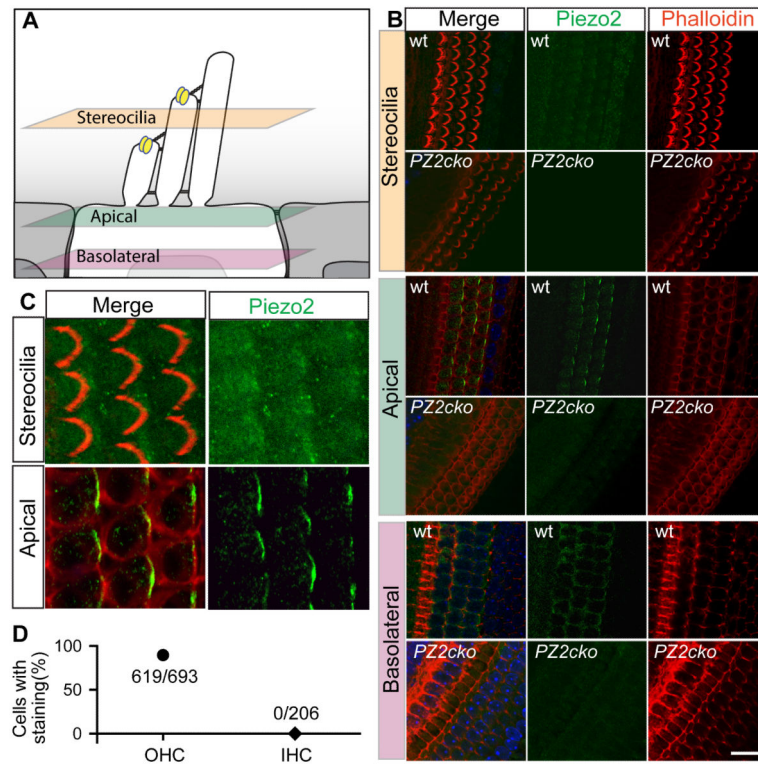 A
Stereocilia
Apical
Basolateral
B
Merge
Piezo2
Phalloidin
Stereocilia
wt
wt
wt
PZ2cko
PZ2cko
PZ2cko
Apical
wt
wt
wt
PZ2cko
PZ2cko
PZ2cko
Basolateral
wt
wt
wt
PZ2cko
PZ2cko
PZ2cko
C
Merge
Piezo2
Stereocilia
Apical
D
Cells with
staining(%)
100
50
0
619/693
0/206
OHC
IHC